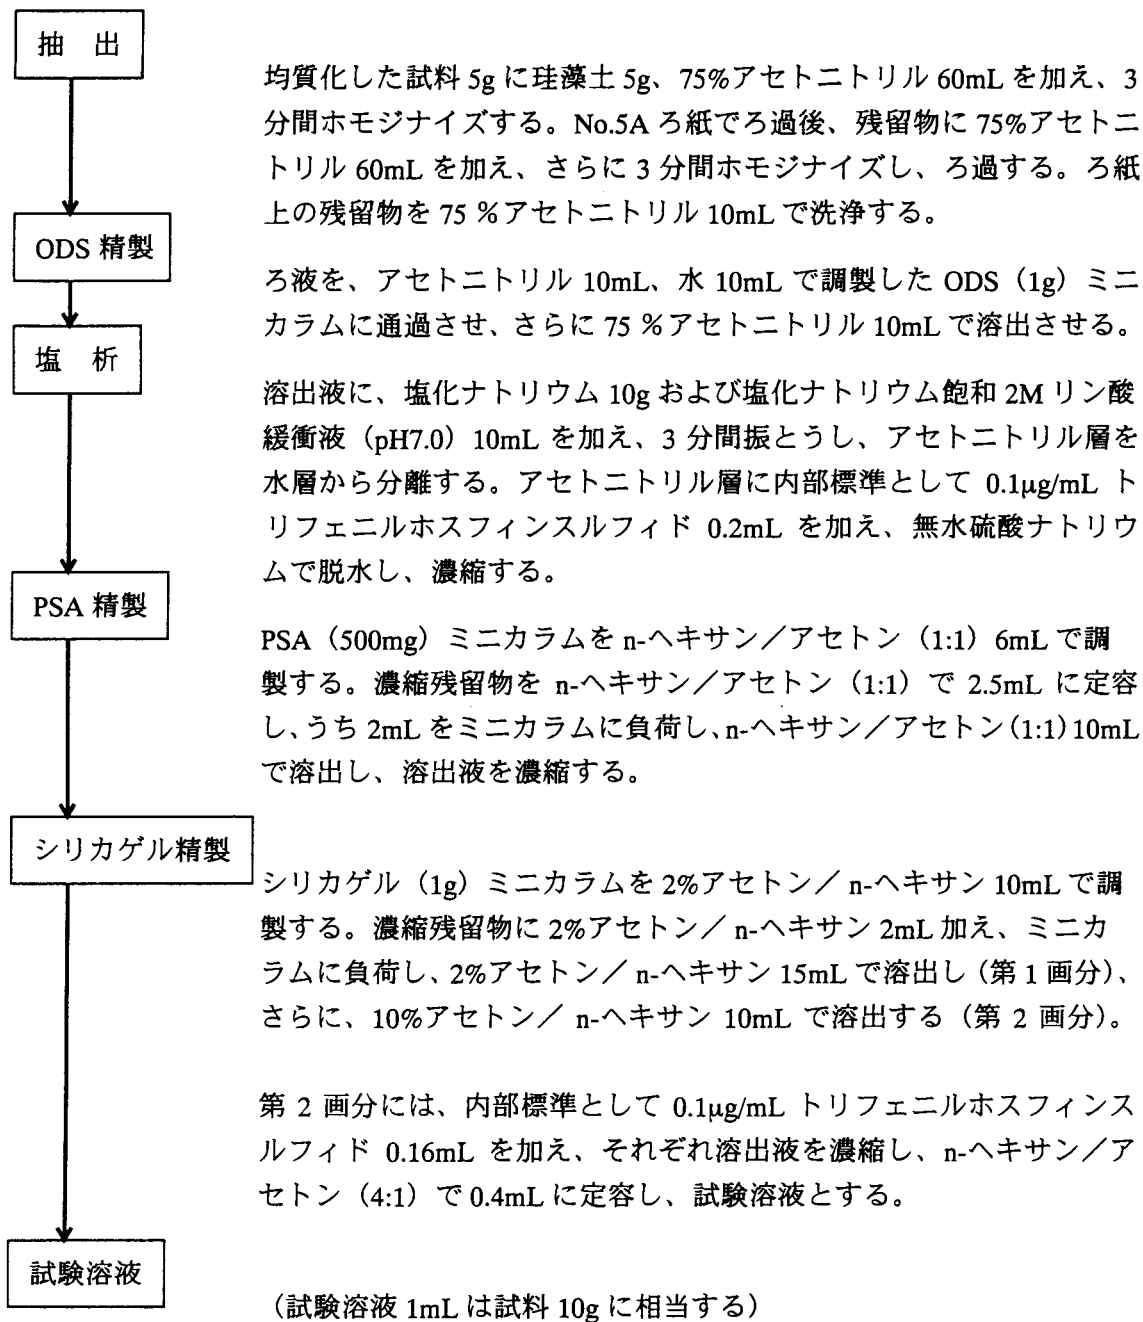 抽 出
均質化した試料 5g に珪藻土 5g、75%アセトニトリル 60mL を加え、3
分間ホモジナイズする。No.5A ろ紙でろ過後、残留物に 75%アセトニ
トリル 60mL を加え、さらに 3 分間ホモジナイズし、ろ過する。ろ紙
上の残留物を 75 %アセトニトリル 10mL で洗浄する。
ODS 精製
ろ液を、アセトニトリル 10mL、水 10mL で調製した ODS（1g）ミニ
カラムに通過させ、さらに 75 %アセトニトリル 10mL で溶出させる。
塩 析
溶出液に、塩化ナトリウム 10g および塩化ナトリウム飽和 2M リン酸
緩衝液（pH7.0）10mL を加え、3 分間振とうし、アセトニトリル層を
水層から分離する。アセトニトリル層に内部標準として 0.1μg/mL ト
リフェニルホスフィンスルフィド 0.2mL を加え、無水硫酸ナトリウ
ムで脱水し、濃縮する。
PSA 精製
PSA（500mg）ミニカラムを n-ヘキサン／アセトン（1:1）6mL で調
製する。濃縮残留物を n-ヘキサン／アセトン（1:1）で 2.5mL に定容
し、うち 2mL をミニカラムに負荷し、n-ヘキサン／アセトン（1:1）10mL
で溶出し、溶出液を濃縮する。
シリカゲル精製
シリカゲル（1g）ミニカラムを 2%アセトン／ n-ヘキサン 10mL で調
製する。濃縮残留物に 2%アセトン／ n-ヘキサン 2mL 加え、ミニカ
ラムに負荷し、2%アセトン／ n-ヘキサン 15mL で溶出し（第 1 画分）、
さらに、10%アセトン／ n-ヘキサン 10mL で溶出する（第 2 画分）。
第 2 画分には、内部標準として 0.1μg/mL トリフェニルホスフィンス
ルフィド 0.16mL を加え、それぞれ溶出液を濃縮し、n-ヘキサン／ア
セトン（4:1）で 0.4mL に定容し、試験溶液とする。
試験溶液
（試験溶液 1mL は試料 10g に相当する）